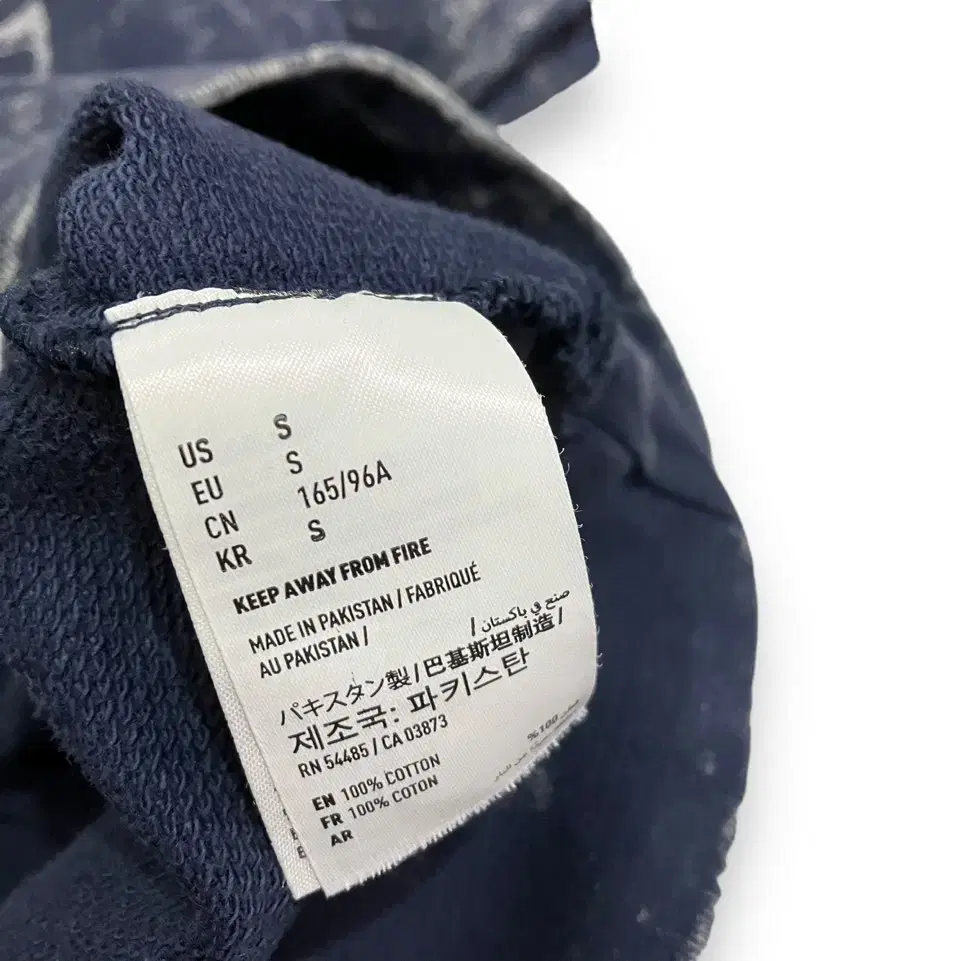 US S
EU S
CN 165/96A
KR S
KEEP AWAY FROM FIRE
MADE IN PAKISTAN / FABRIQUÉ
AU PAKISTAN /
صنع في باكستان /
パキスタン製 / 巴基斯坦制造 /
제조국: 파키스탄
RN 54485 / CA 03873
EN 100% COTTON
FR 100% COTON
AR
%100 قطن